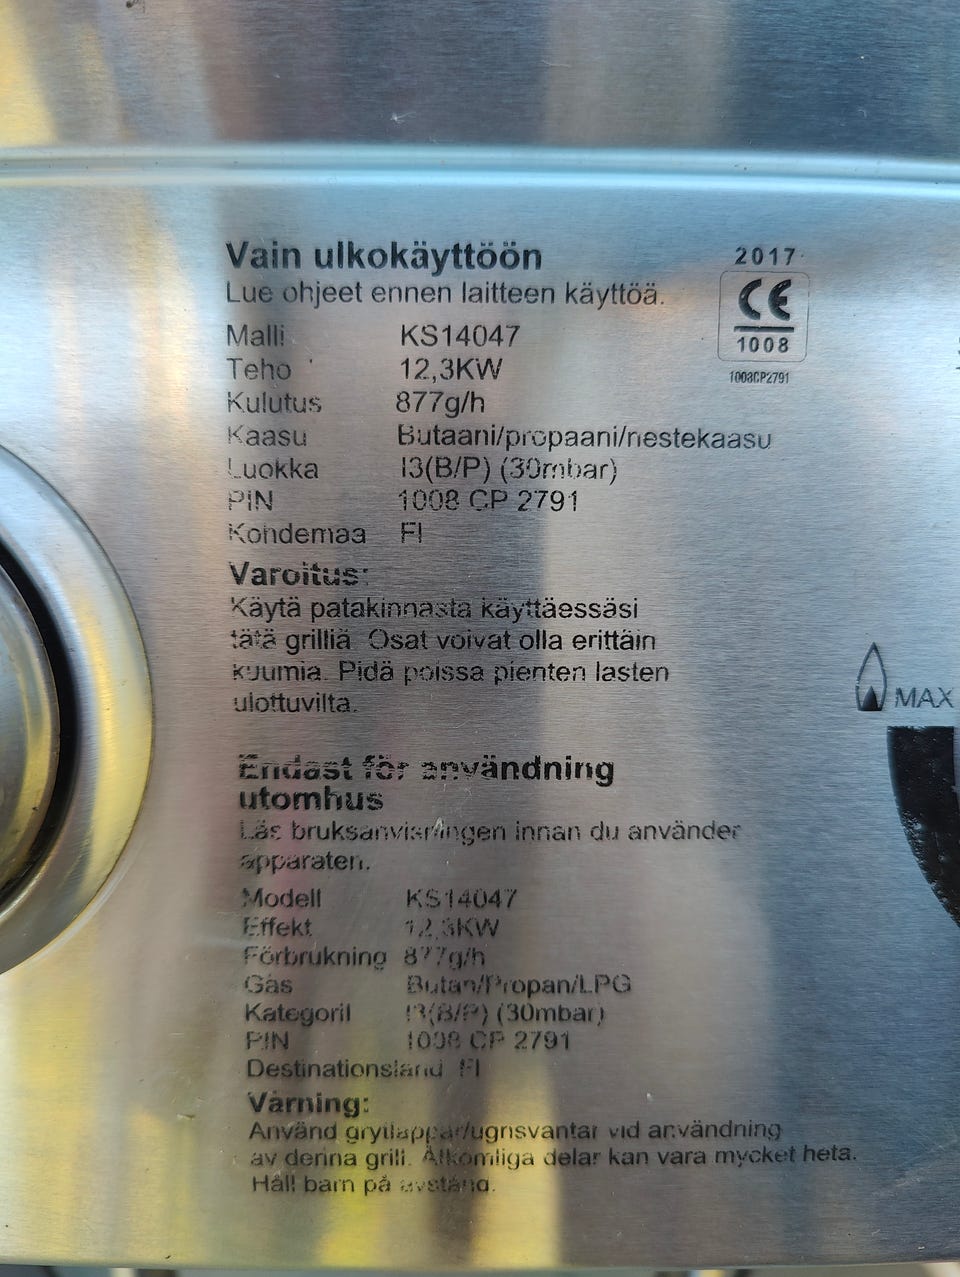 Vain ulkokäyttöön
Lue ohjeet ennen laitteen käyttöä.
Malli KS14047
Teho 12,3KW
Kulutus 877g/h
Kaasu Butaani/propaani/nestekaasu
Luokka I3(B/P) (30mbar)
PIN 1008 CP 2791
Kohdemaa FI
Varoitus:
Käytä patakinnasta käyttäessäsi
tätä grilliä. Osat voivat olla erittäin
kuumia. Pidä poissa pienten lasten
ulottuvilta.
2017
CE
1008
1008CP2791
MAX
Endast för användning
utomhus
Läs bruksanvisningen innan du använder
apparaten.
Modell KS14047
Effekt 12,3KW
Förbrukning 877g/h
Gas Butan/Propan/LPG
KategoriI I3(B/P) (30mbar)
PIN 1008 CP 2791
Destinationsland FI
Varning:
Använd grytlappar/ugnsvantar vid användning
av denna grill. Åtkomliga delar kan vara mycket heta.
Håll barn på avstånd.